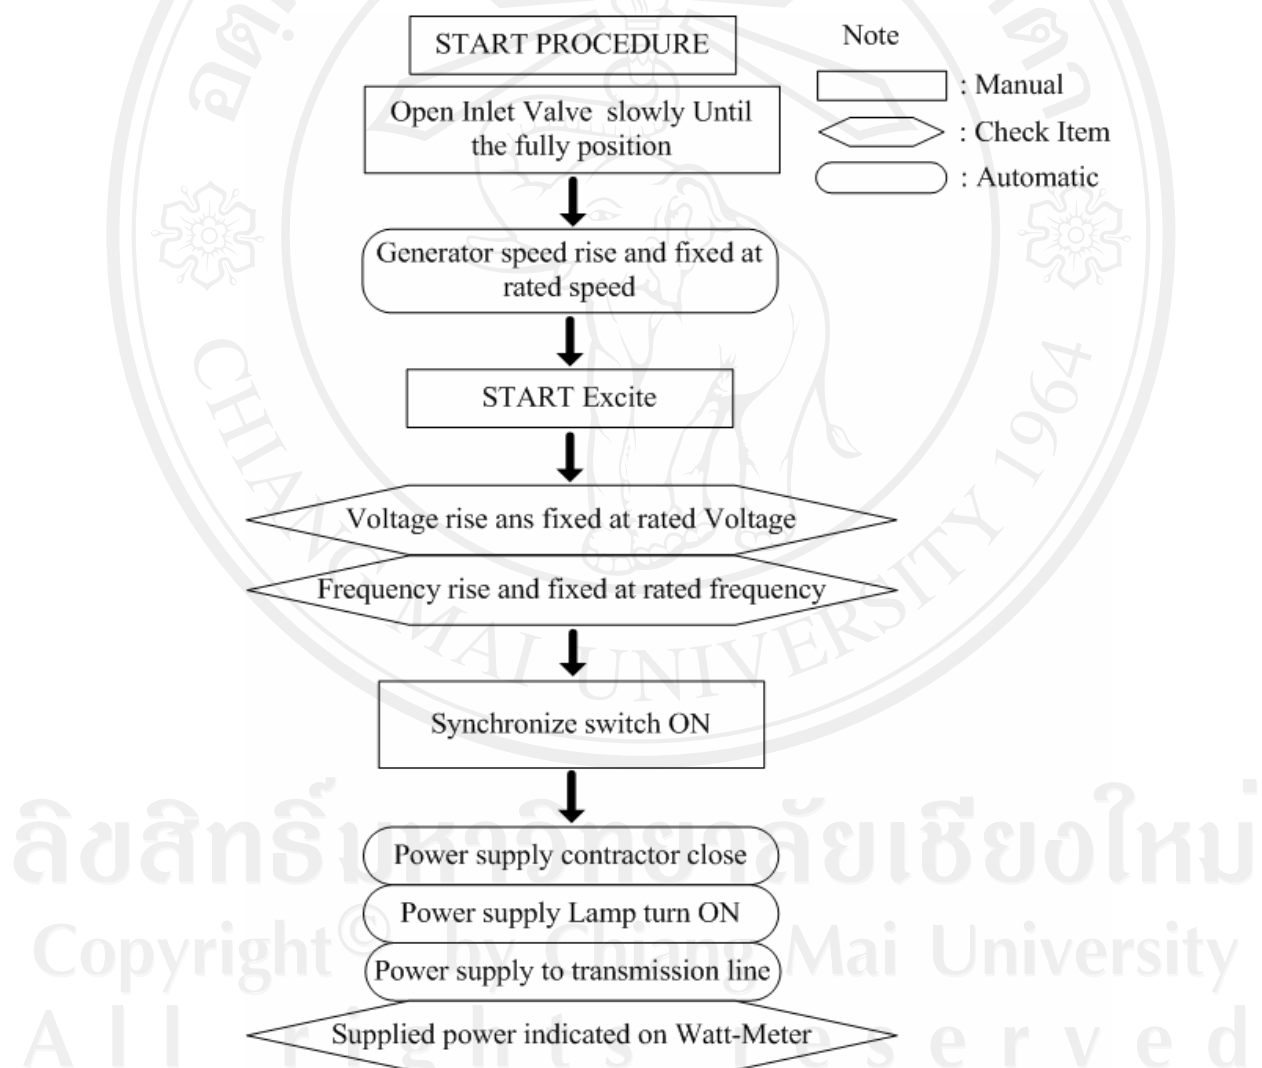 START PROCEDURE
Note
: Manual
: Check Item
: Automatic
Open Inlet Valve slowly Until
the fully position
Generator speed rise and fixed at
rated speed
START Excite
Voltage rise ans fixed at rated Voltage
Frequency rise and fixed at rated frequency
Synchronize switch ON
Power supply contractor close
Power supply Lamp turn ON
Power supply to transmission line
Supplied power indicated on Watt-Meter
CHIANG MAI UNIVERSITY 1964
ลิขสิทธิ์มหาวิทยาลัยเชียงใหม่
Copyright© by Chiang Mai University
All rights reserved